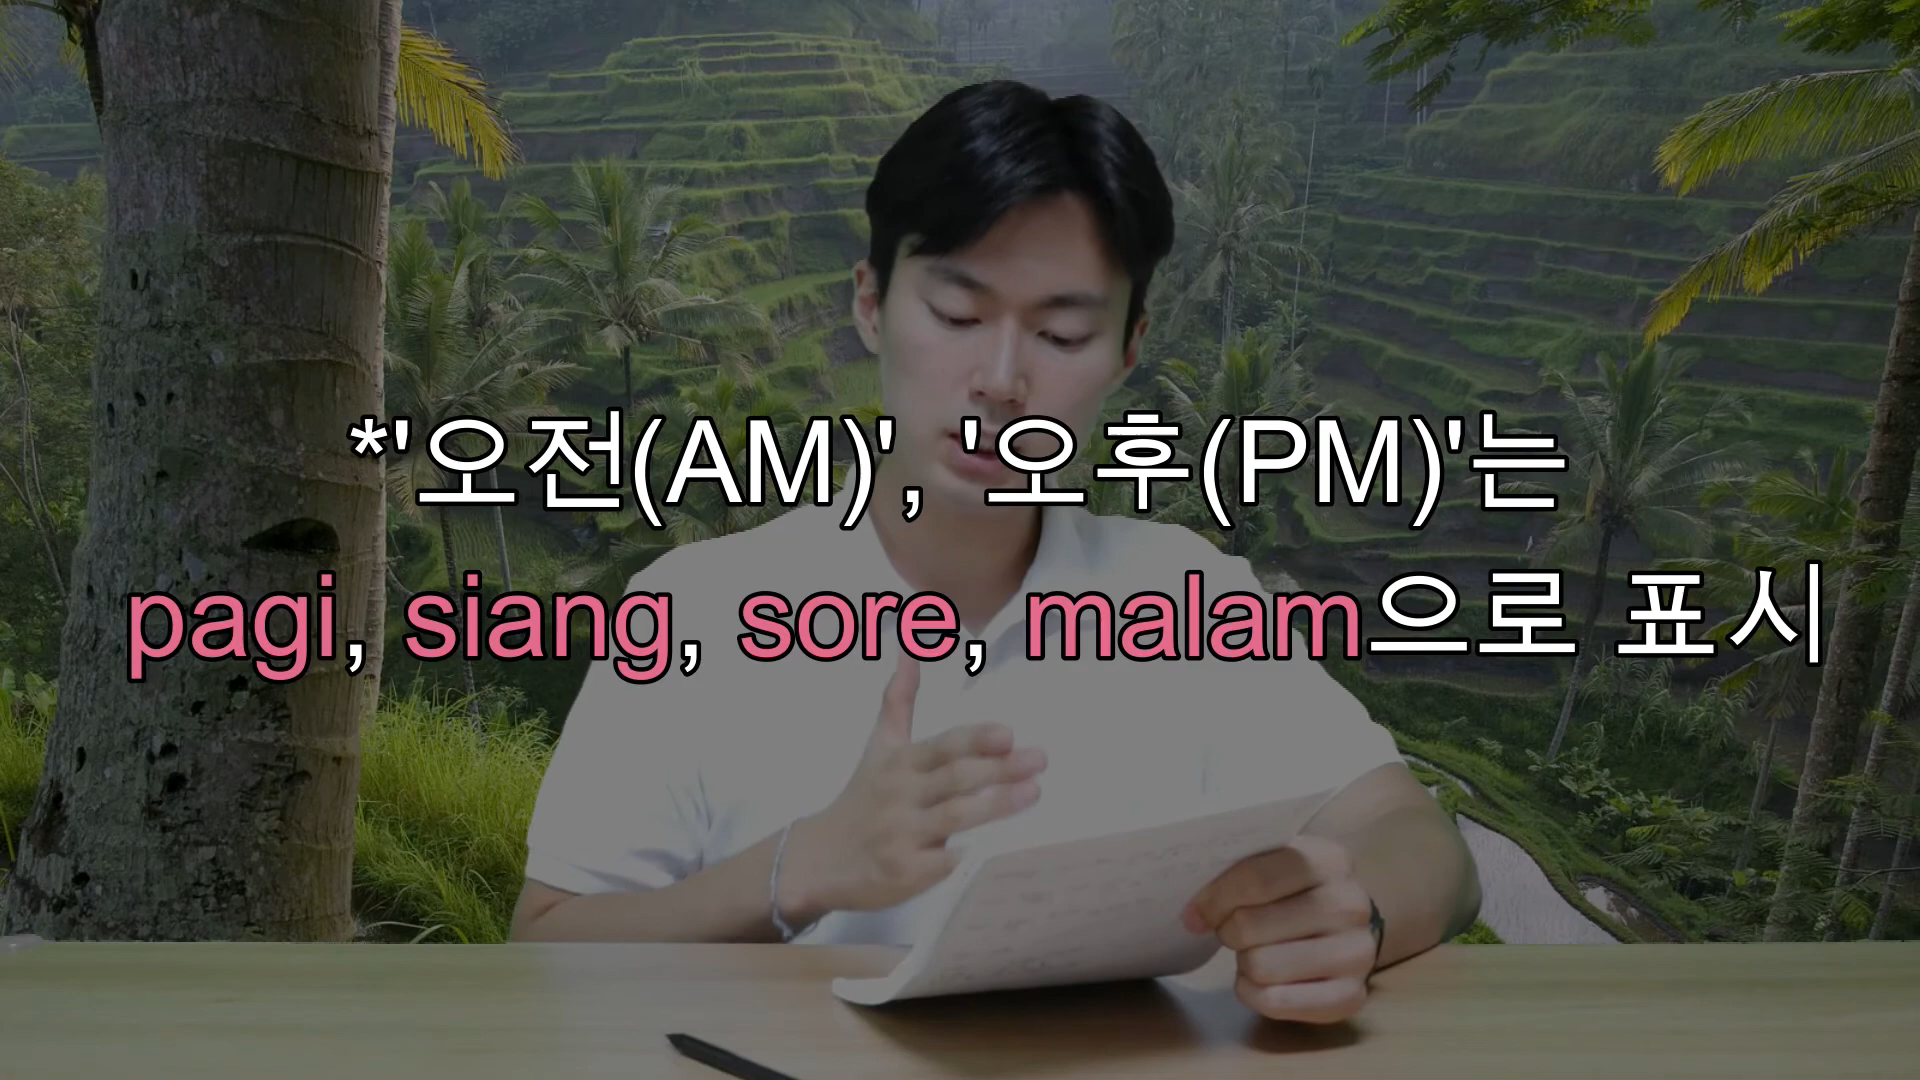 *'오전(AM)', '오후(PM)'는
pagi, siang, sore, malam으로 표시